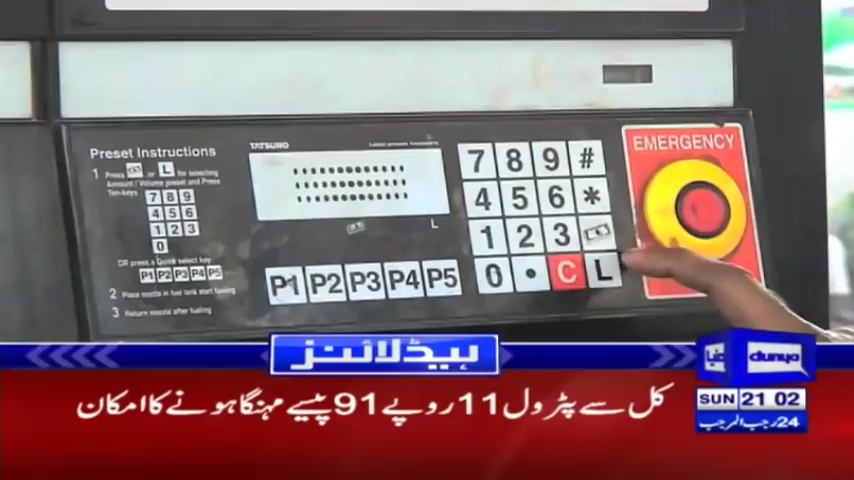 Preset Instructions
1 Press or L for selecting
Amount / Volume preset and Press
Ten-keys
7 8 9
4 5 6
1 2 3
0
OR press a Quick select key
P1 P2 P3 P4 P5
2 Place nozzle in fuel tank start fueling
3 Return nozzle after fueling
TATSUNO
L
P1 P2 P3 P4 P5
7 8 9 #
4 5 6 *
1 2 3
0 • C L
EMERGENCY
ہیڈلائنز
دنیا dunya
کل سے پٹرول 11 روپے 91 پیسے مہنگا ہونے کا امکان
SUN 21 02
24 رجب المرجب